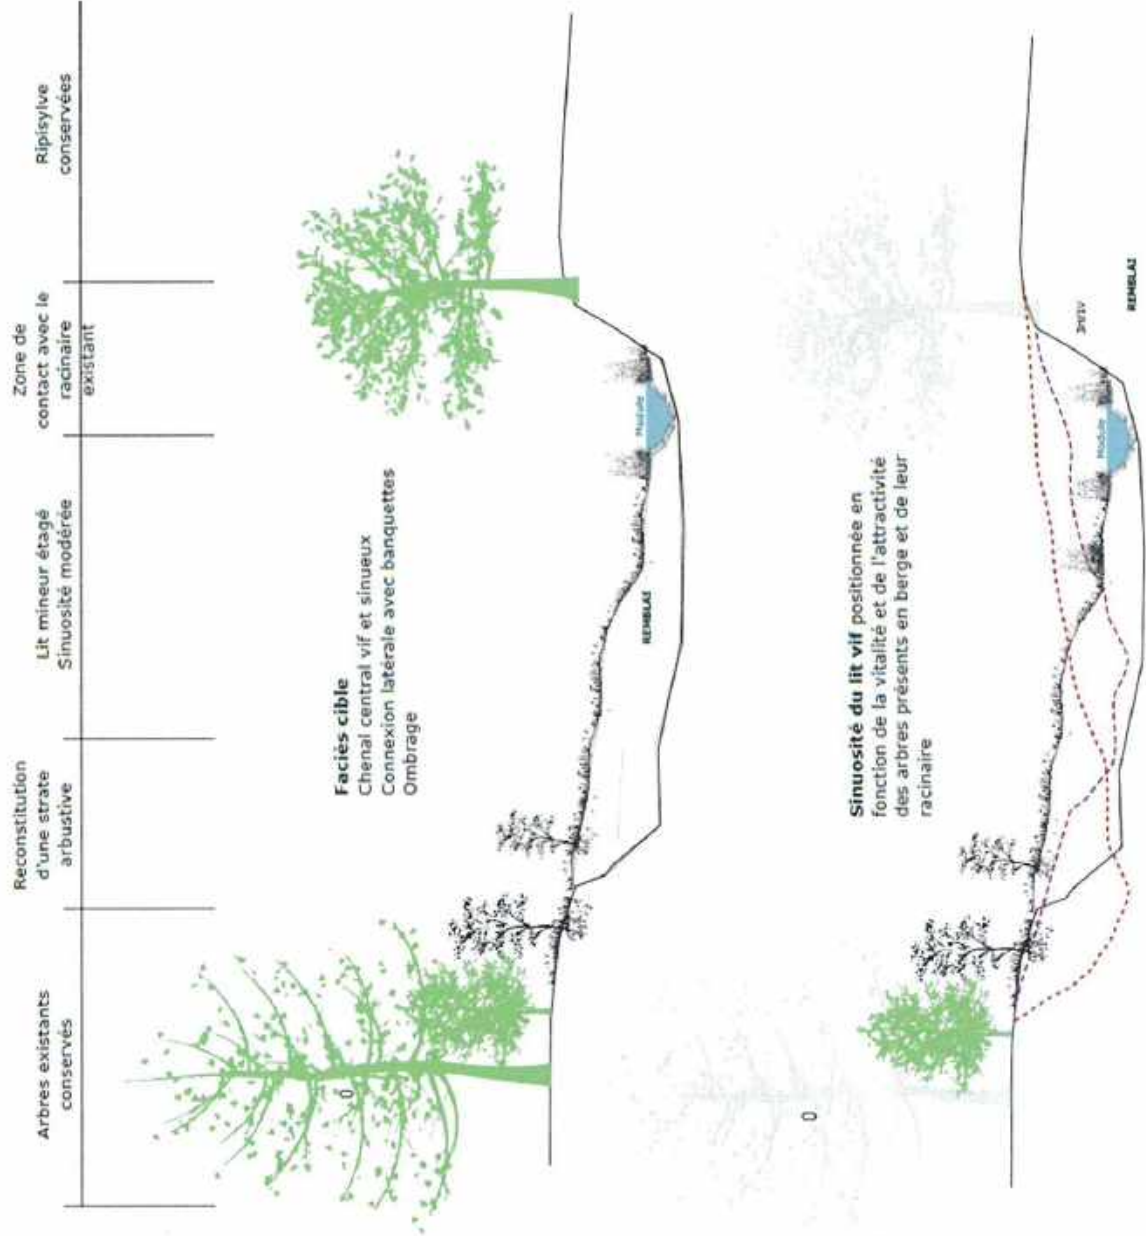 Arbres existants
conservés
Reconstitution
d'une strate
arbustive
Lit mineur étagé
Sinuosité modérée
Zone de
contact avec le
racinaire
existant
Ripisylve
conservées
Faciès cible
Chenal central vif et sinueux
Connexion latérale avec banquettes
Ombrage
REMBLAI
Module
Sinuosité du lit vif positionnée en
fonction de la vitalité et de l'attractivité
des arbres présents en berge et de leur
racinaire
Module
3H/1V
REMBLAI